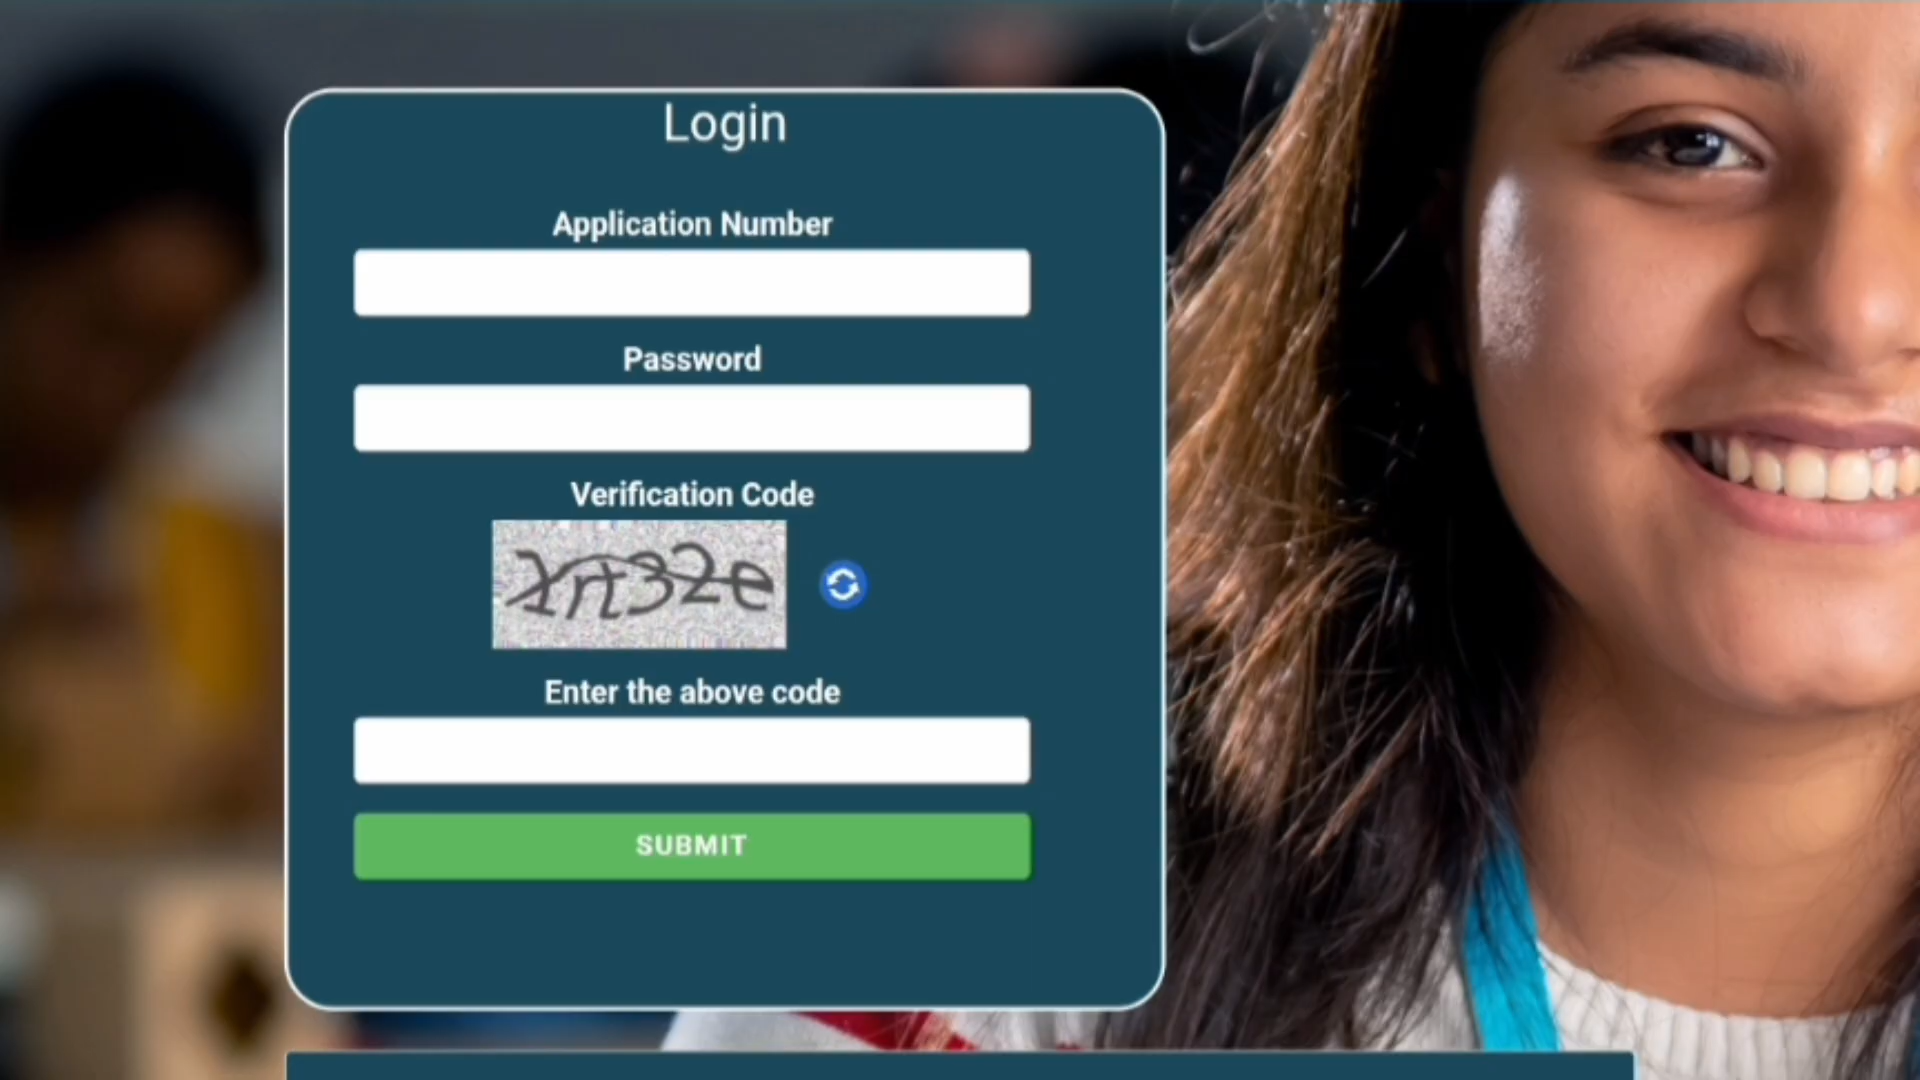 Login
Application Number
Password
Verification Code
Enter the above code
SUBMIT